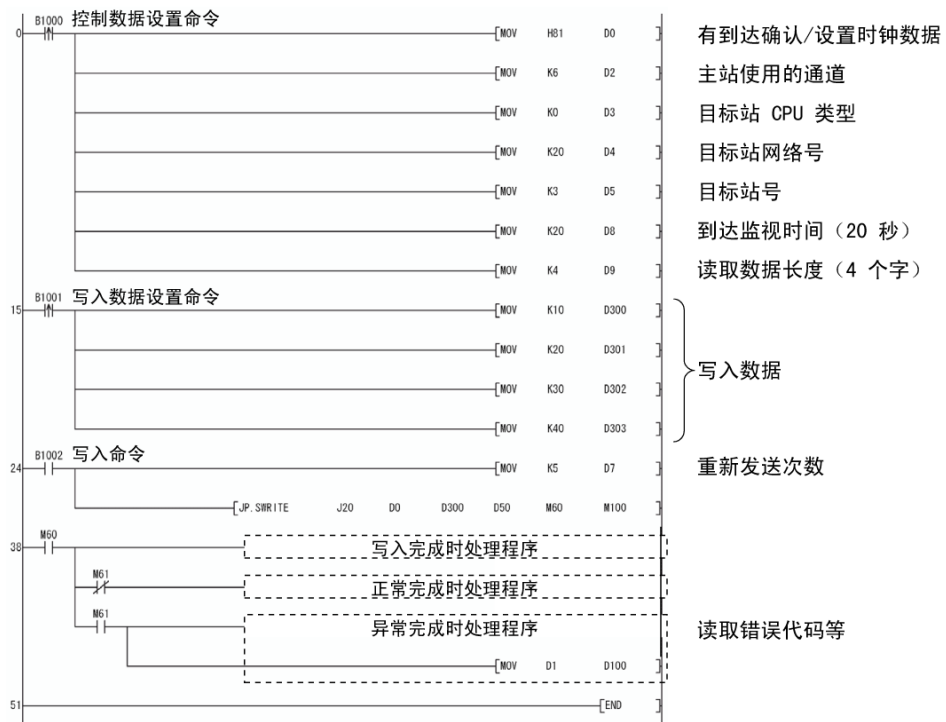 B1000 控制数据设置命令
0 [MOV H81 D0 ] 有到达确认/设置时钟数据
[MOV K6 D2 ] 主站使用的通道
[MOV K0 D3 ] 目标站 CPU 类型
[MOV K20 D4 ] 目标站网络号
[MOV K3 D5 ] 目标站号
[MOV K20 D8 ] 到达监视时间（20 秒）
[MOV K4 D9 ] 读取数据长度（4 个字）
B1001 写入数据设置命令
15 [MOV K10 D300 ]
[MOV K20 D301 ]
写入数据
[MOV K30 D302 ]
[MOV K40 D303 ]
B1002 写入命令
24 [MOV K5 D7 ] 重新发送次数
[JP.SWRITE J20 D0 D300 D50 M60 M100 ]
M60
38 写入完成时处理程序
M61
正常完成时处理程序
M61
异常完成时处理程序 读取错误代码等
[MOV D1 D100 ]
51 [END ]